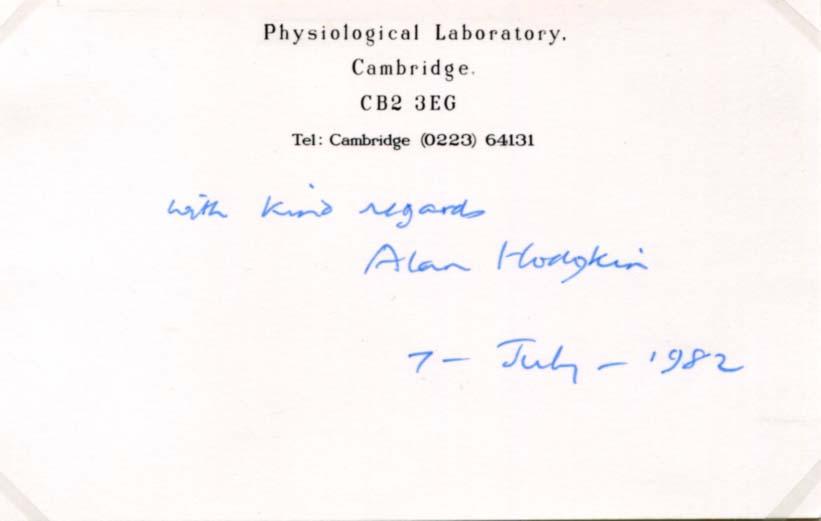 Physiological Laboratory.
Cambridge.
CB2 3EG
Tel: Cambridge (0223) 64131
with kind regards
Alan Hodgkin
7 - July - 1982